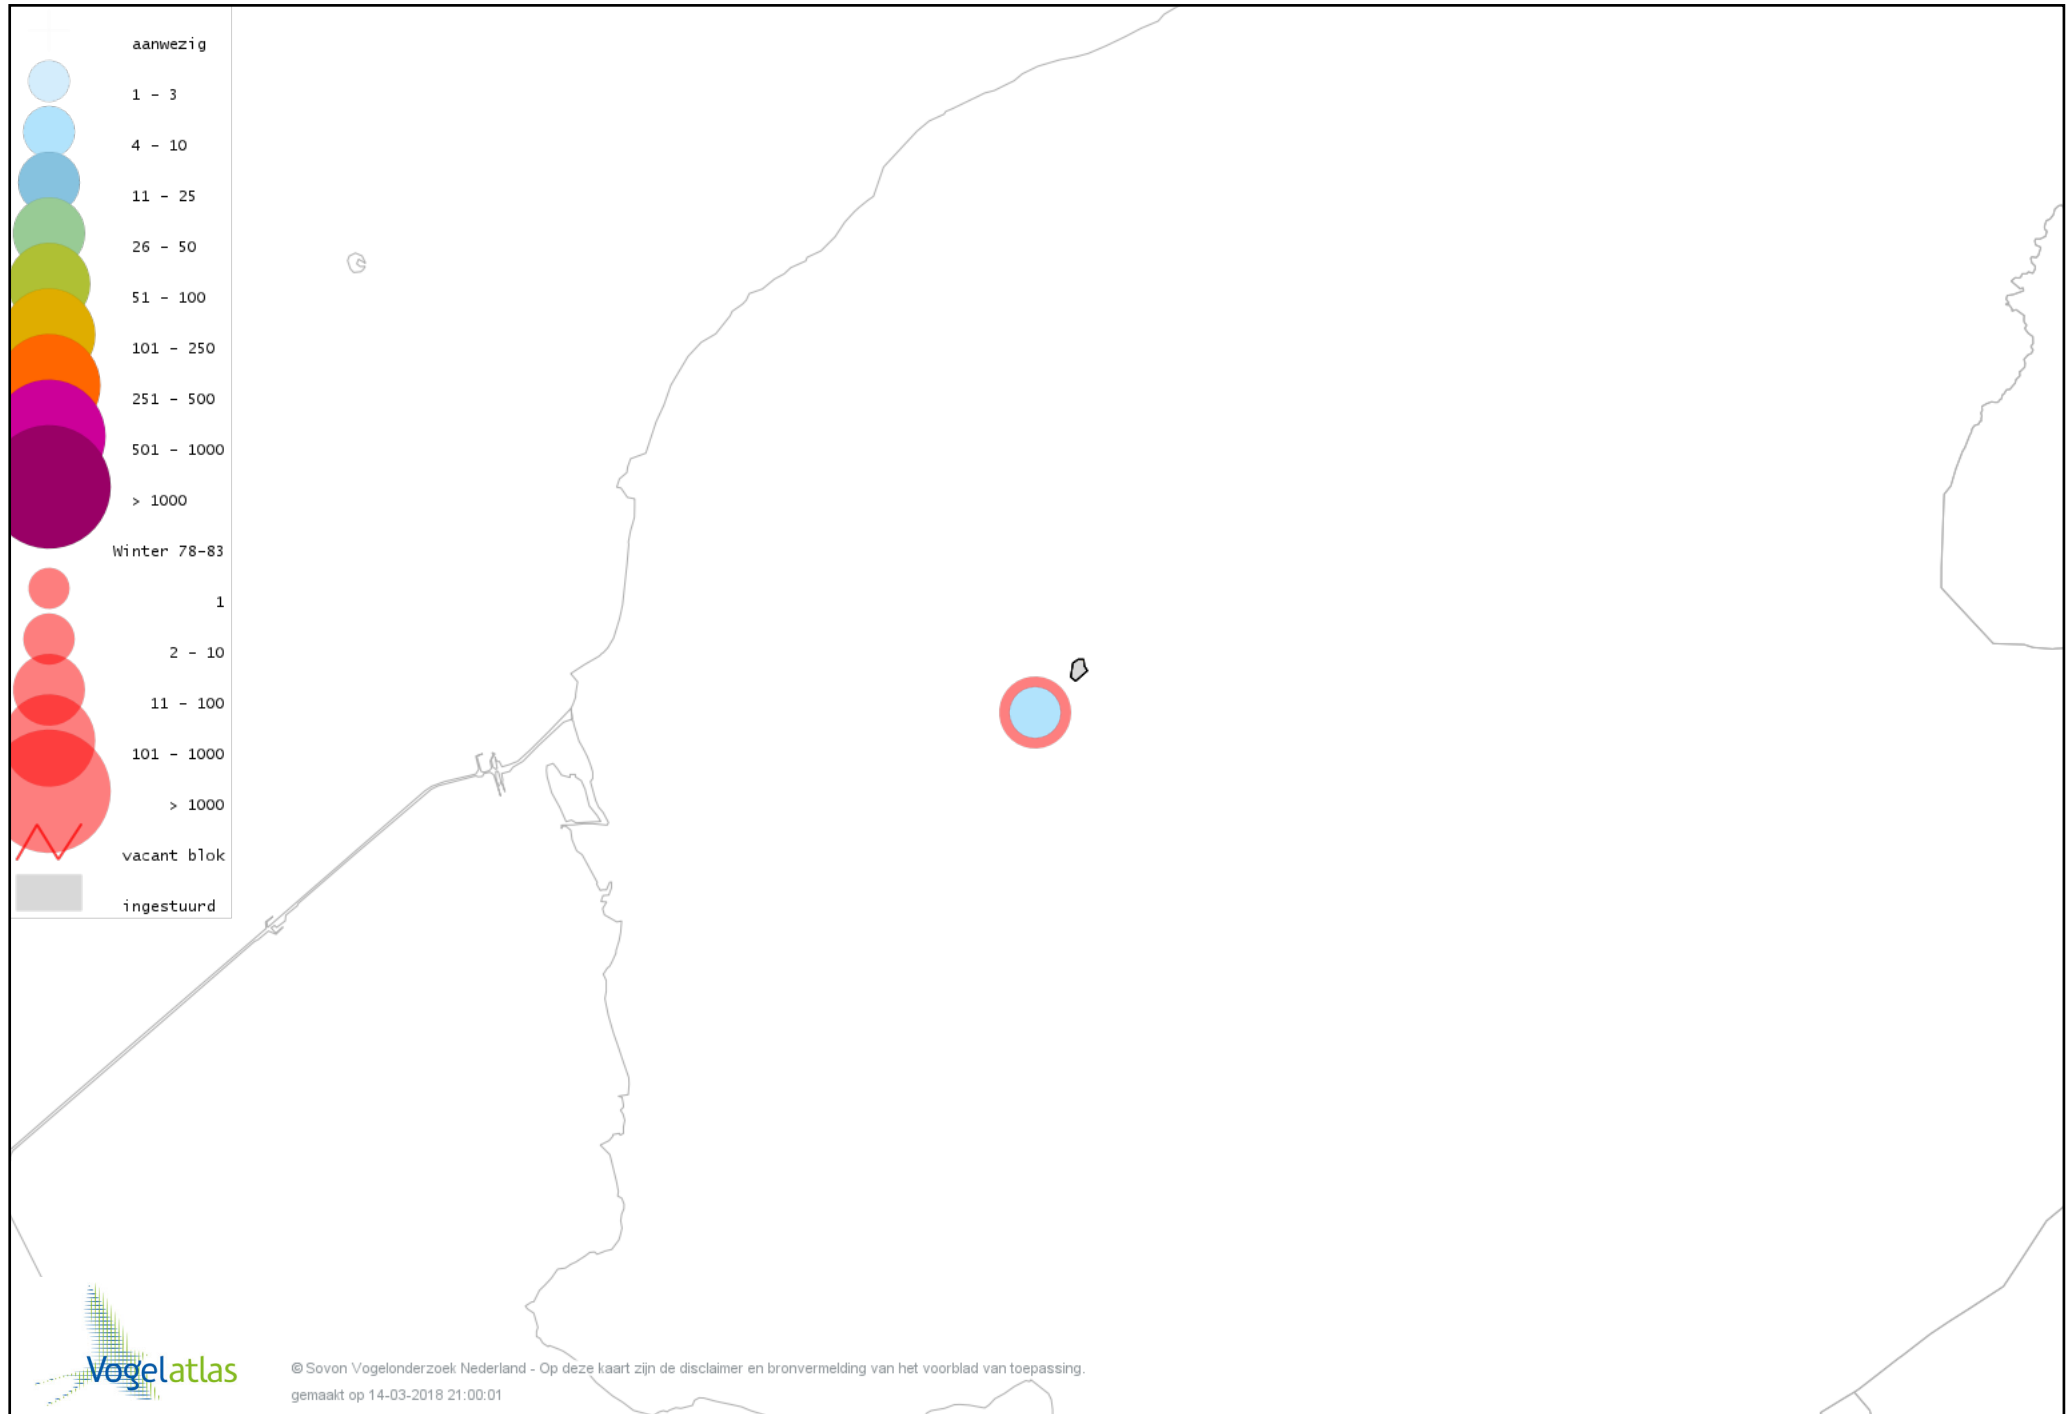 aanwezig
1 - 3
4 - 10
11 - 25
26 - 50
51 - 100
101 - 250
251 - 500
501 - 1000
> 1000
Winter 78-83
1
2 - 10
11 - 100
101 - 1000
> 1000
vacant blok
ingestuurd
Vogelatlas
© Sovon Vogelonderzoek Nederland - Op deze kaart zijn de disclaimer en bronvermelding van het voorblad van toepassing.
gemaakt op 14-03-2018 21:00:01